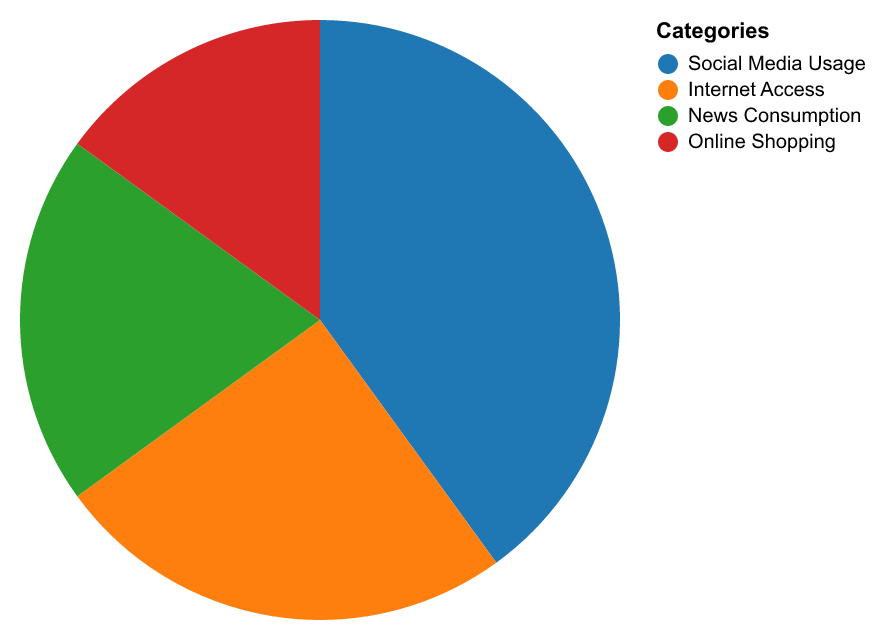 Categories
Social Media Usage
Internet Access
News Consumption
Online Shopping